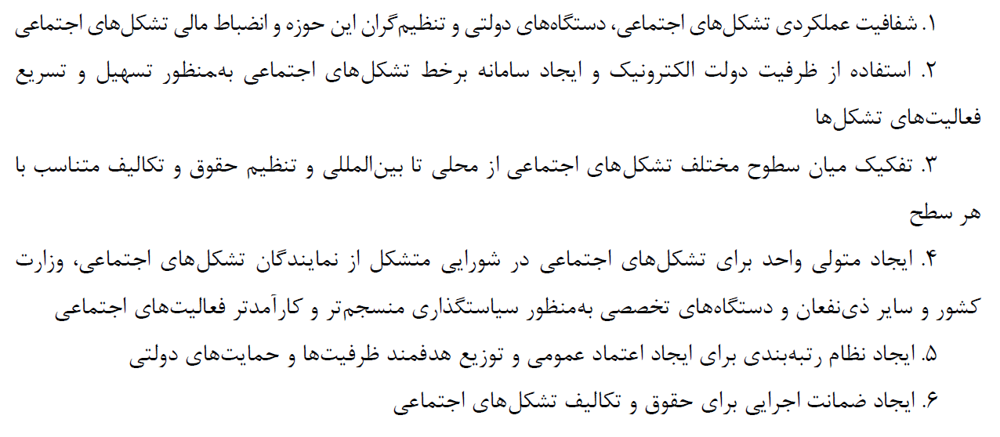 ۱. شفافیت عملکردی تشکل‌های اجتماعی، دستگاه‌های دولتی و تنظیم‌گران این حوزه و انضباط مالی تشکل‌های اجتماعی
۲. استفاده از ظرفیت دولت الکترونیک و ایجاد سامانه برخط تشکل‌های اجتماعی به‌منظور تسهیل و تسریع
فعالیت‌های تشکل‌ها
۳. تفکیک میان سطوح مختلف تشکل‌های اجتماعی از محلی تا بین‌المللی و تنظیم حقوق و تکالیف متناسب با
هر سطح
۴. ایجاد متولی واحد برای تشکل‌های اجتماعی در شورایی متشکل از نمایندگان تشکل‌های اجتماعی، وزارت
کشور و سایر ذی‌نفعان و دستگاه‌های تخصصی به‌منظور سیاستگذاری منسجم‌تر و کارآمدتر فعالیت‌های اجتماعی
۵. ایجاد نظام رتبه‌بندی برای ایجاد اعتماد عمومی و توزیع هدفمند ظرفیت‌ها و حمایت‌های دولتی
۶. ایجاد ضمانت اجرایی برای حقوق و تکالیف تشکل‌های اجتماعی